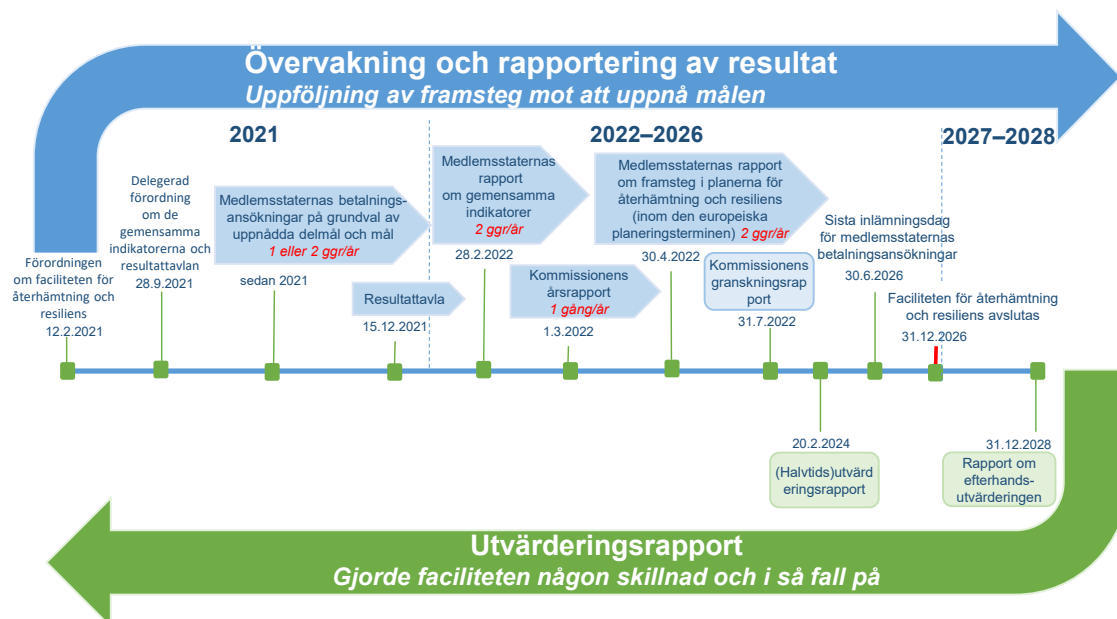 Övervakning och rapportering av resultat
Uppföljning av framsteg mot att uppnå målen
2021
2022–2026
2027–2028
Förordningen
om faciliteten för
återhämtning och
resiliens
12.2.2021
Delegerad
förordning
om de
gemensamma
indikatorerna och
resultattavlan
28.9.2021
Medlemsstaternas betalnings-
ansökningar på grundval av
uppnådda delmål och mål
1 eller 2 ggr/år
sedan 2021
Resultattavla
15.12.2021
Medlemsstaternas
rapport
om gemensamma
indikatorer
2 ggr/år
28.2.2022
Kommissionens
årsrapport
1 gång/år
1.3.2022
Medlemsstaternas rapport
om framsteg i planerna för
återhämtning och resiliens
(inom den europeiska
planeringsterminen) 2 ggr/år
30.4.2022
Kommissionens
granskningsrap
port
31.7.2022
Sista inlämningsdag
för medlemsstaternas
betalningsansökningar
30.6.2026
Faciliteten för återhämtning
och resiliens avslutas
31.12.2026
20.2.2024
(Halvtids)utvärd
eringsrapport
31.12.2028
Rapport om
efterhands-
utvärderingen
Utvärderingsrapport
Gjorde faciliteten någon skillnad och i så fall på